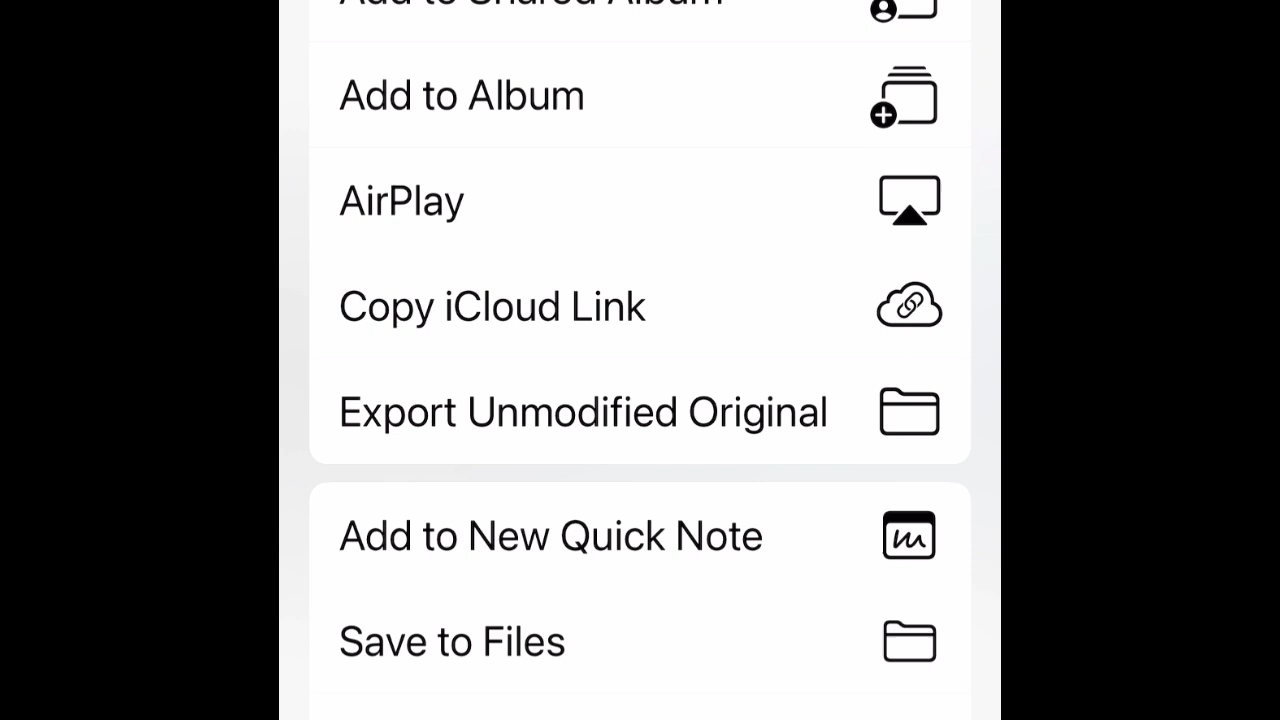 Add to Shared Album
Add to Album
AirPlay
Copy iCloud Link
Export Unmodified Original
Add to New Quick Note
Save to Files